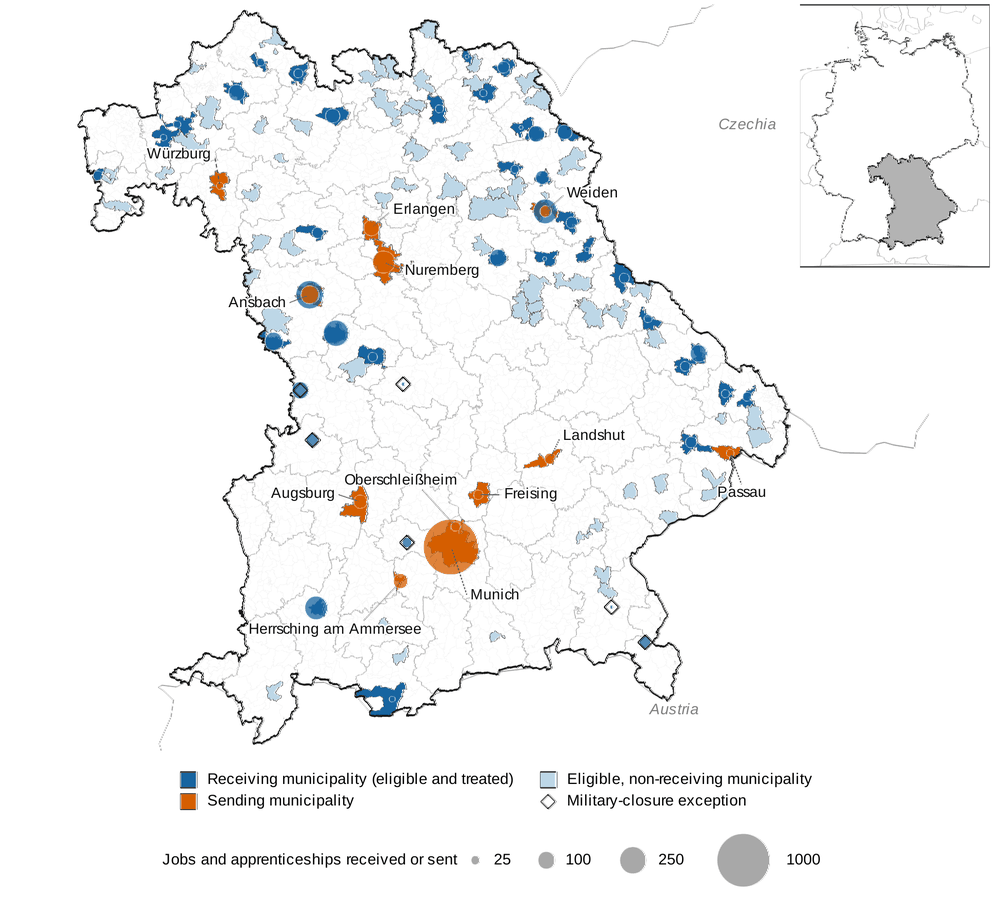 Czechia
Würzburg
Weiden
Erlangen
Nuremberg
Ansbach
Landshut
Oberschleißheim
Augsburg
Freising
Passau
Munich
Herrsching am Ammersee
Austria
Receiving municipality (eligible and treated)
Eligible, non-receiving municipality
Sending municipality
Military-closure exception
Jobs and apprenticeships received or sent
25
100
250
1000